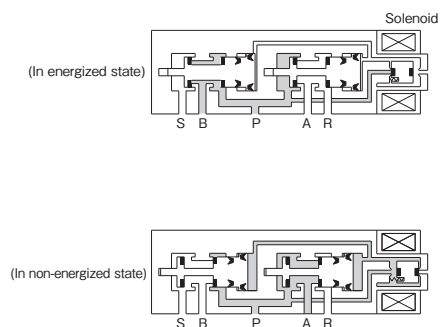 Solenoid
(In energized state)
S B P A R
(In non-energized state)
S B P A R